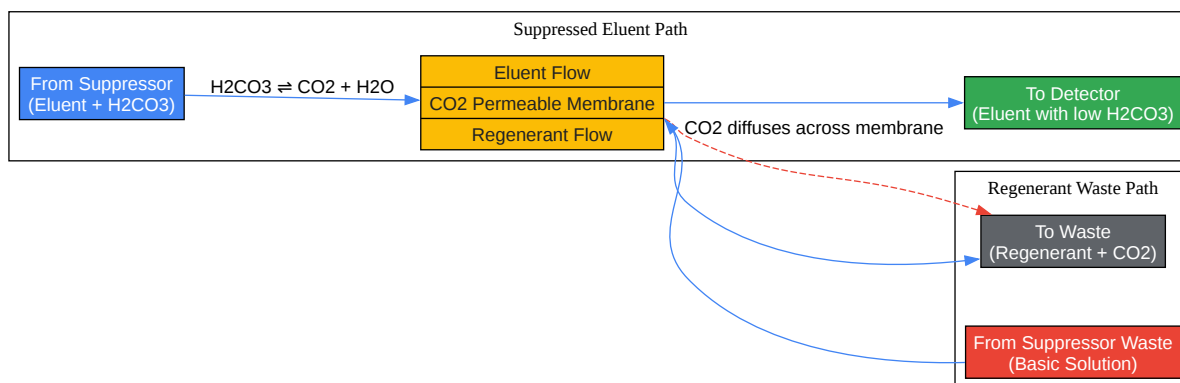 Suppressed Eluent Path
From Suppressor
(Eluent + H2CO3)
H2CO3 ⇌ CO2 + H2O
Eluent Flow
CO2 Permeable Membrane
Regenerant Flow
To Detector
(Eluent with low H2CO3)
CO2 diffuses across membrane
Regenerant Waste Path
To Waste
(Regenerant + CO2)
From Suppressor Waste
(Basic Solution)